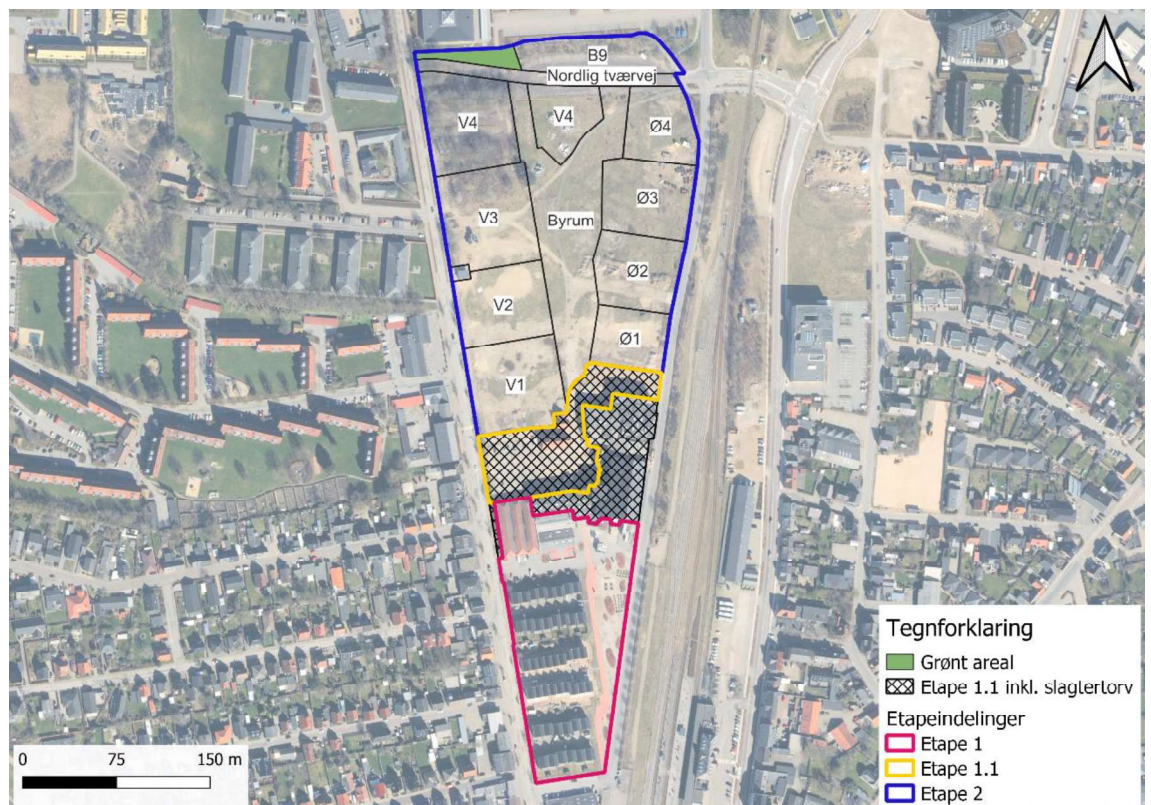 B9
Nordlig tværvej
V4
V4
Ø4
V3
Byrum
Ø3
V2
Ø2
V1
Ø1
Tegnforklaring
Grønt areal
Etape 1.1 inkl. slagtertorv
Etapeindelinger
Etape 1
Etape 1.1
Etape 2
0 75 150 m